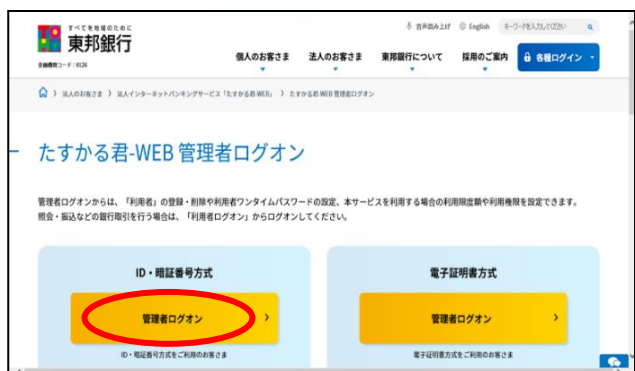 すべてを地域のために
東邦銀行
金融機関コード:0126
音声読み上げ English キーワードを入力してください
個人のお客さま 法人のお客さま 東邦銀行について 採用のご案内 各種ログイン
法人のお客さま 〉 法人インターネットバンキングサービス「たすかる君-WEB」 〉 たすかる君-WEB 管理者ログオン
たすかる君-WEB 管理者ログオン
管理者ログオンからは、「利用者」の登録・削除や利用者ワンタイムパスワードの設定、本サービスを利用する場合の利用限度額や利用権限を設定できます。
照会・振込などの銀行取引を行う場合は、「利用者ログオン」からログオンしてください。
ID・暗証番号方式
管理者ログオン
ID・暗証番号方式をご利用のお客さま
電子証明書方式
管理者ログオン
電子証明書方式をご利用のお客さま